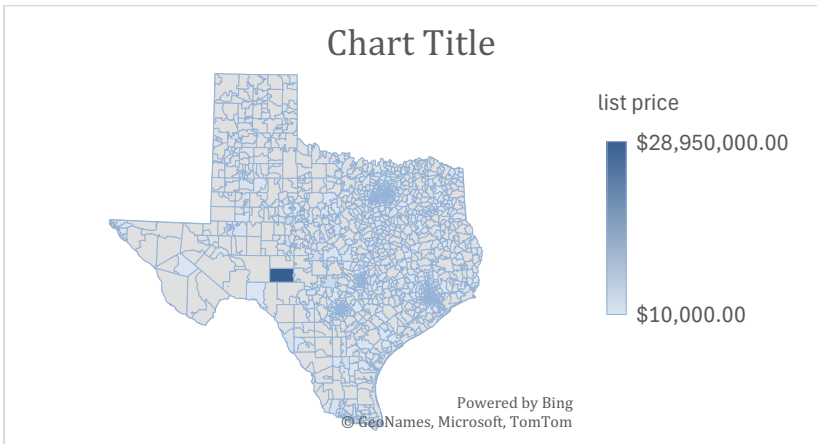 Chart Title
list price
$28,950,000.00
$10,000.00
Powered by Bing
© GeoNames, Microsoft, TomTom